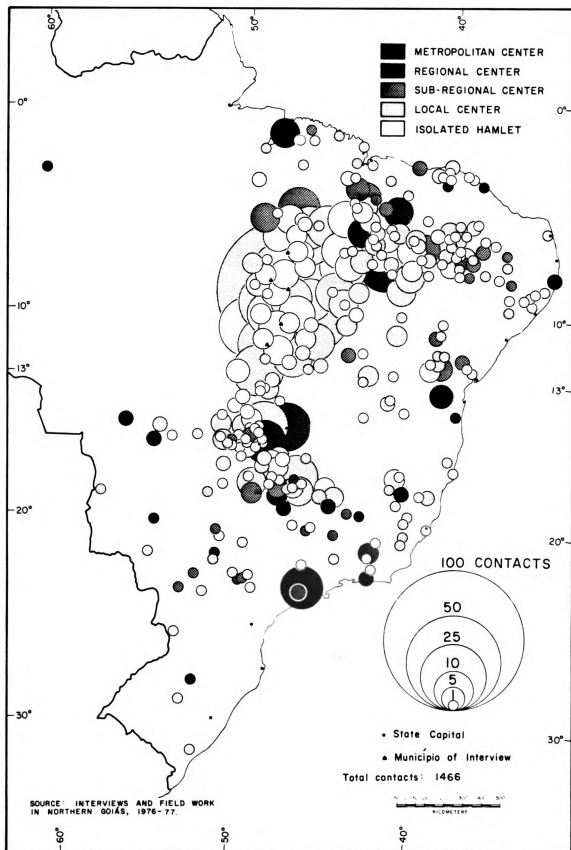 60°
50°
40°
METROPOLITAN CENTER
REGIONAL CENTER
SUB-REGIONAL CENTER
LOCAL CENTER
ISOLATED HAMLET
0°
0°
10°
10°
13°
13°
20°
20°
100 CONTACTS
50
25
10
5
1
• State Capital
▲ Município of Interview
Total contacts: 1466
30°
30°
SOURCE: INTERVIEWS AND FIELD WORK
IN NORTHERN GOIÁS, 1976-77.
KILOMETERS
60°
50°
40°